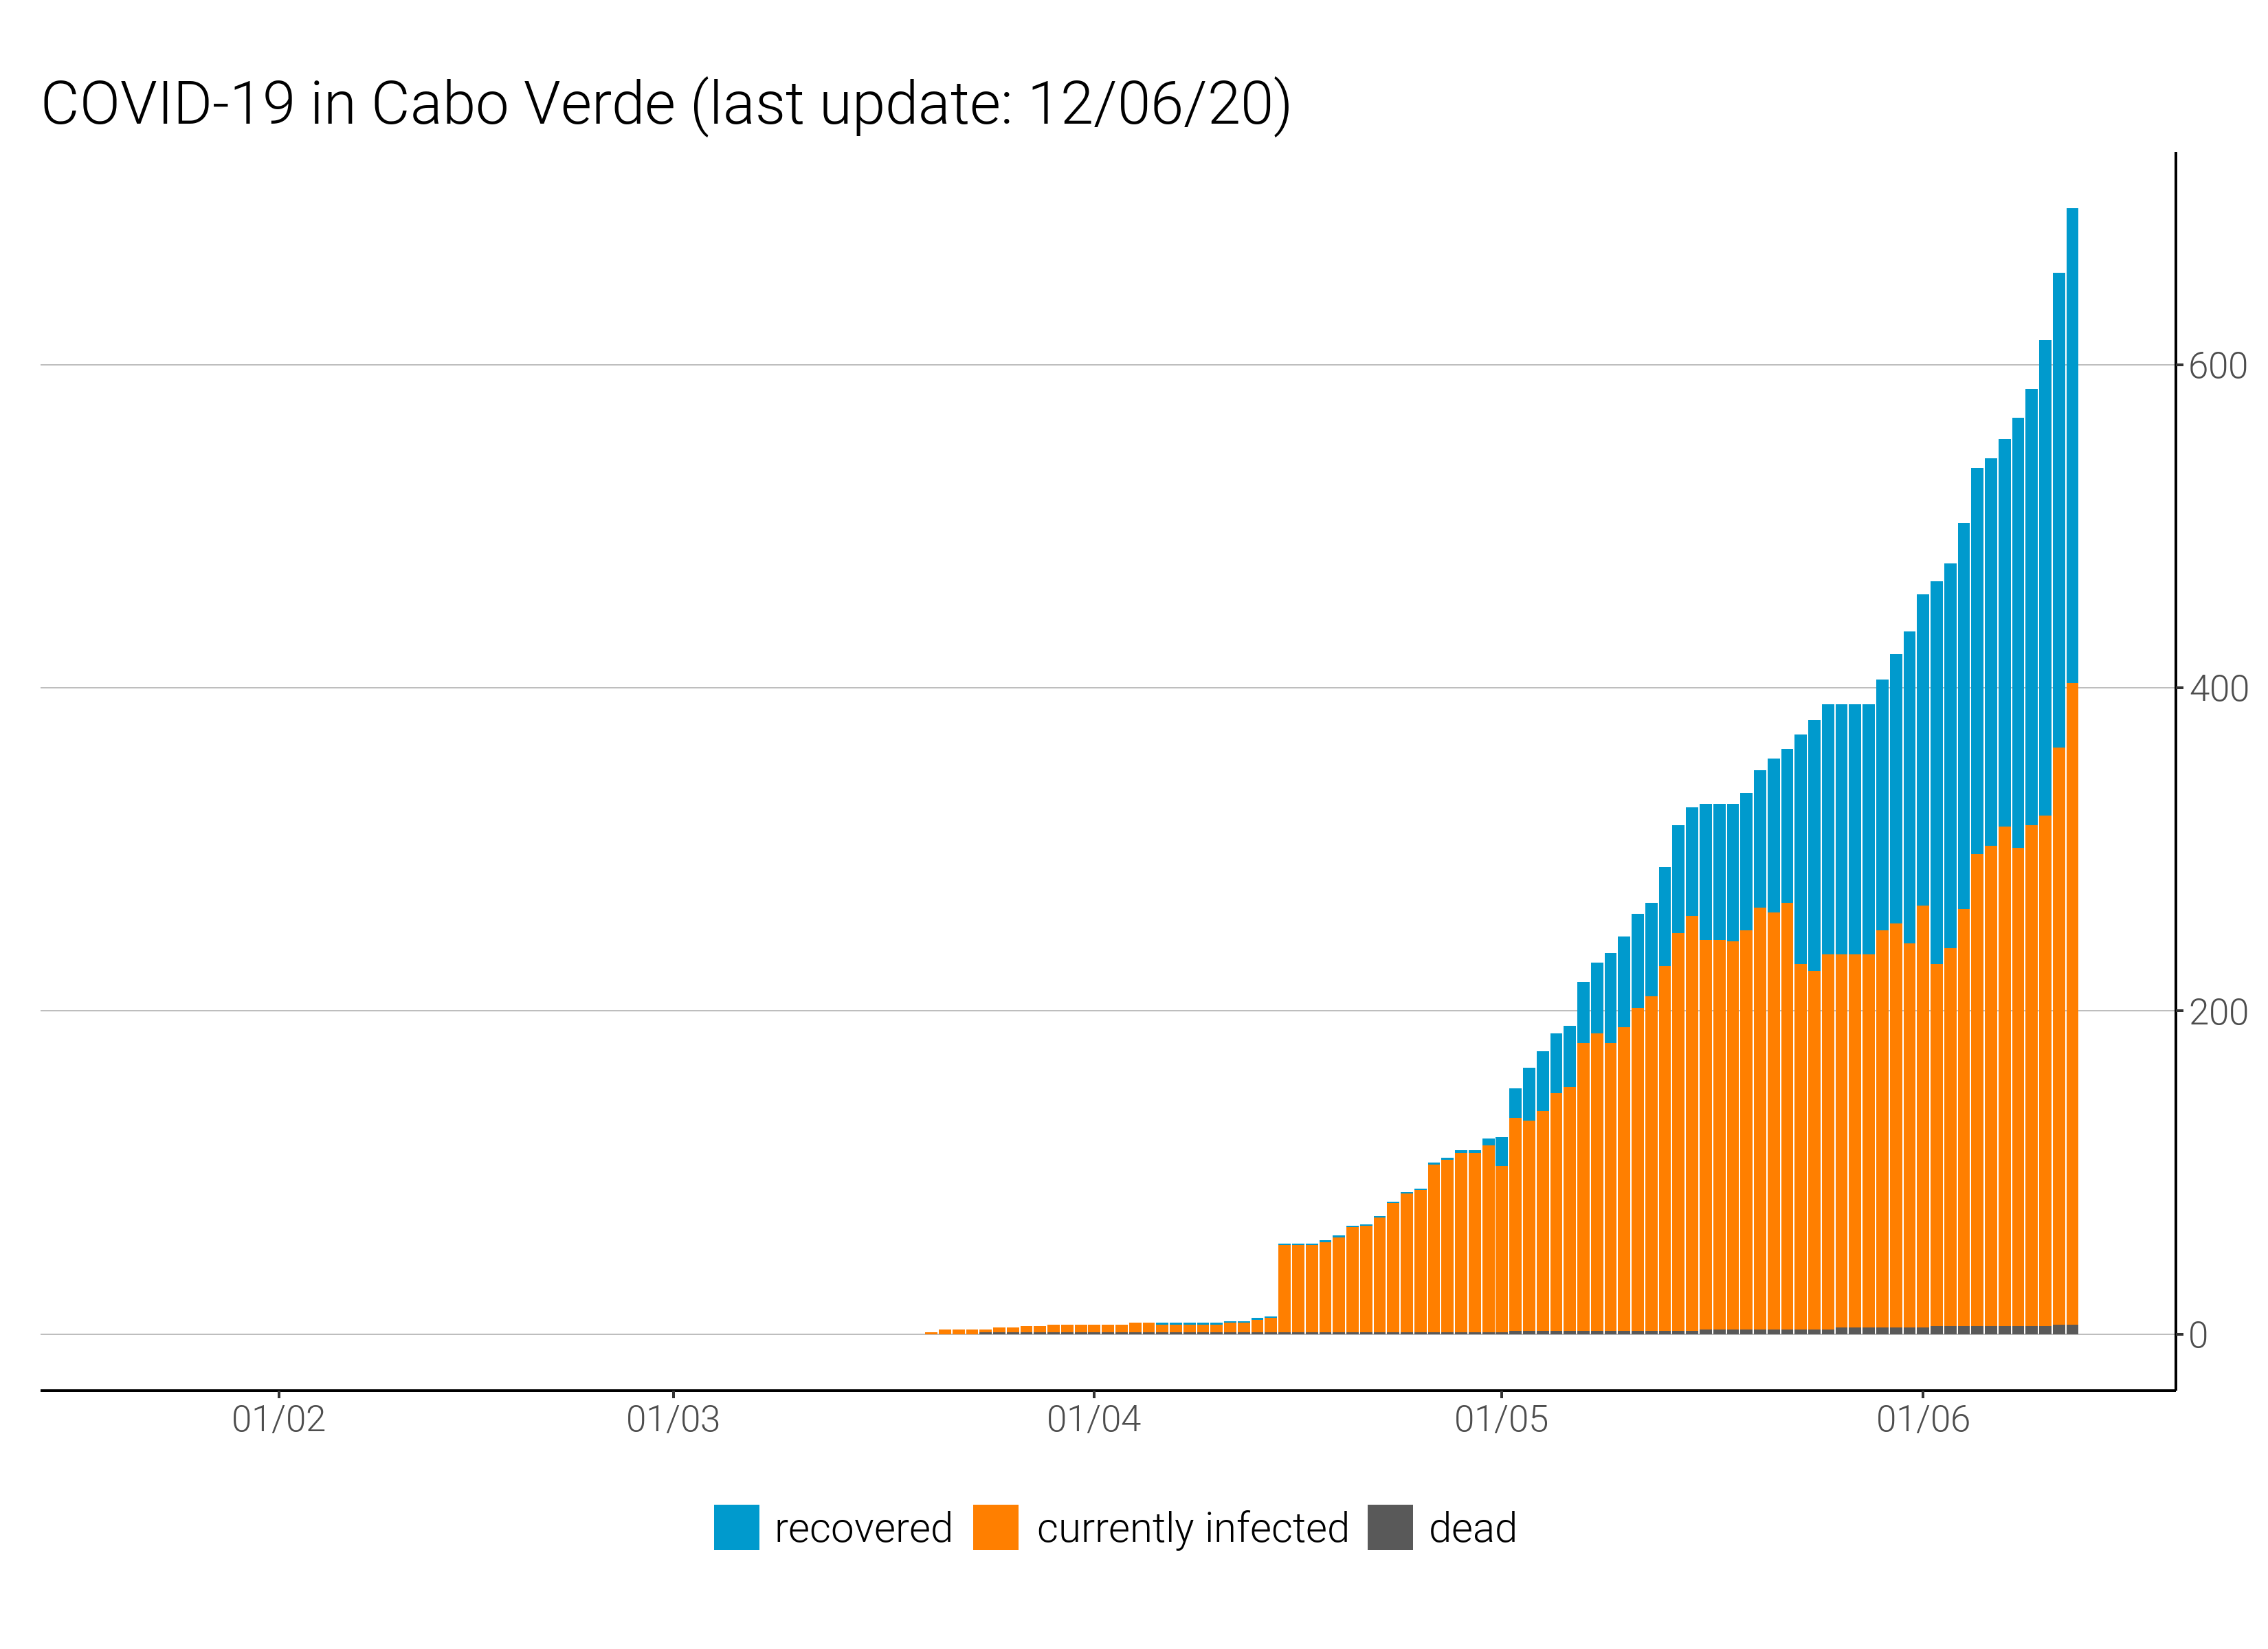 COVID-19 in Cabo Verde (last update: 12/06/20)
600
400
200
0
01/02 01/03 01/04 01/05 01/06
recovered currently infected dead